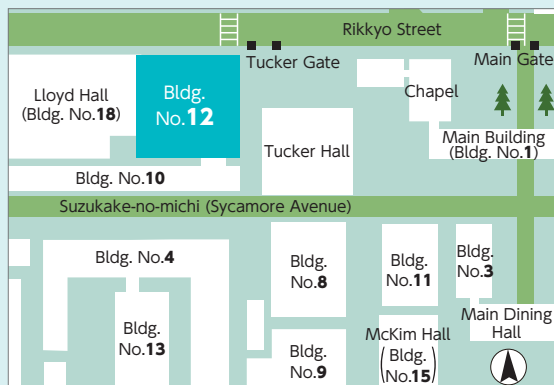 Rikkyo Street
Tucker Gate
Main Gate
Lloyd Hall
(Bldg. No.18)
Bldg.
No.12
Chapel
Main Building
(Bldg. No.1)
Tucker Hall
Bldg. No.10
Suzukake-no-michi (Sycamore Avenue)
Bldg. No.4
Bldg.
No.8
Bldg.
No.11
Bldg.
No.3
Bldg.
No.13
Main Dining
Hall
McKim Hall
(Bldg.
No.15)
Bldg.
No.9